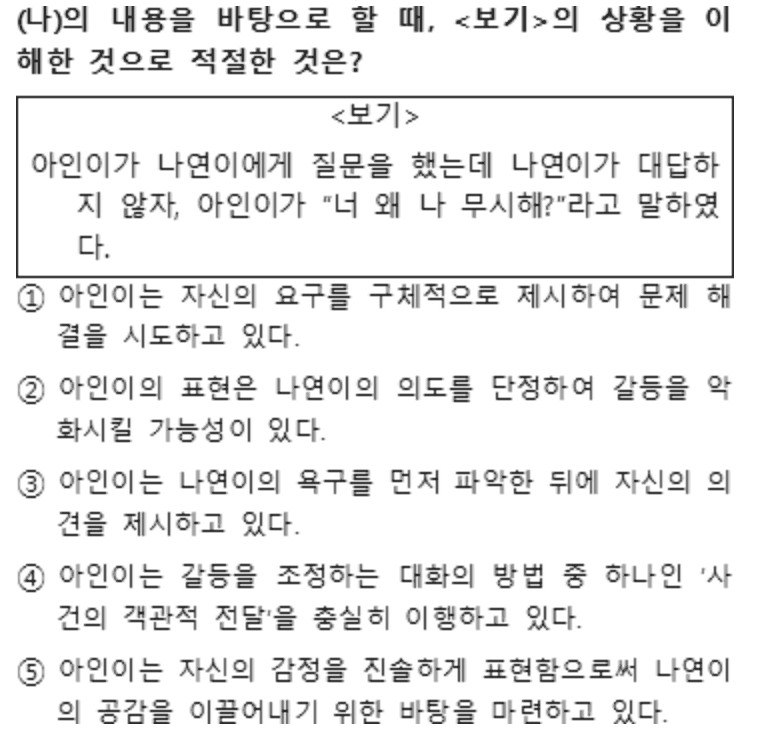 (나)의 내용을 바탕으로 할 때, <보기>의 상황을 이
해한 것으로 적절한 것은?
<보기>
아인이가 나연이에게 질문을 했는데 나연이가 대답하
지 않자, 아인이가 "너 왜 나 무시해?"라고 말하였
다.
① 아인이는 자신의 요구를 구체적으로 제시하여 문제 해
결을 시도하고 있다.
② 아인이의 표현은 나연이의 의도를 단정하여 갈등을 악
화시킬 가능성이 있다.
③ 아인이는 나연이의 욕구를 먼저 파악한 뒤에 자신의 의
견을 제시하고 있다.
④ 아인이는 갈등을 조정하는 대화의 방법 중 하나인 '사
건의 객관적 전달'을 충실히 이행하고 있다.
⑤ 아인이는 자신의 감정을 진솔하게 표현함으로써 나연이
의 공감을 이끌어내기 위한 바탕을 마련하고 있다.